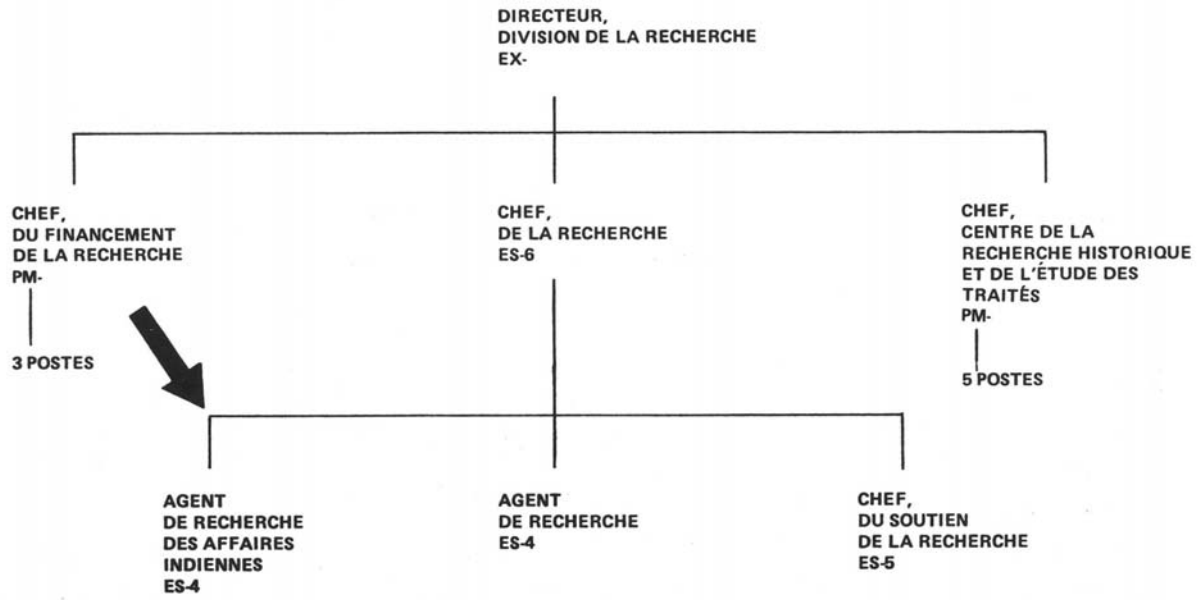 DIRECTEUR,
DIVISION DE LA RECHERCHE
EX-
CHEF,
DU FINANCEMENT
DE LA RECHERCHE
PM-
3 POSTES
CHEF,
DE LA RECHERCHE
ES-6
CHEF,
CENTRE DE LA
RECHERCHE HISTORIQUE
ET DE L'ÉTUDE DES
TRAITÉS
PM-
5 POSTES
AGENT
DE RECHERCHE
DES AFFAIRES
INDIENNES
ES-4
AGENT
DE RECHERCHE
ES-4
CHEF,
DU SOUTIEN
DE LA RECHERCHE
ES-5